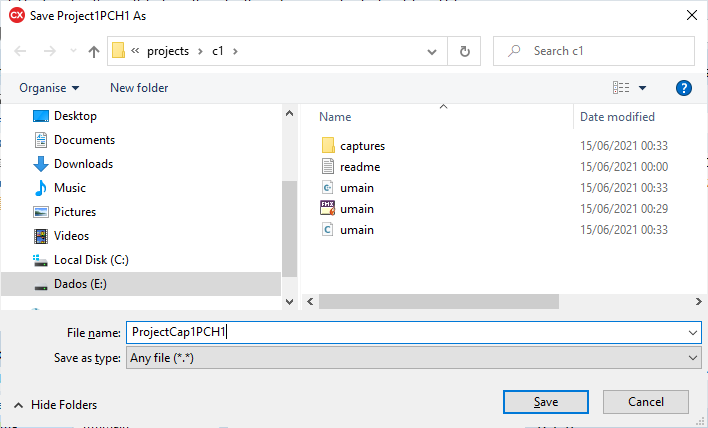 CX Save Project1PCH1 As
« projects › c1 ›
Search c1
Organise
New folder
?
Desktop
Documents
Downloads
Music
Pictures
Videos
Local Disk (C:)
Dados (E:)
Name
Date modified
captures 15/06/2021 00:33
readme 15/06/2021 00:00
umain 15/06/2021 00:33
FMX umain 15/06/2021 00:29
C umain 15/06/2021 00:33
File name: ProjectCap1PCH1
Save as type: Any file (*.*)
Hide Folders
Save
Cancel